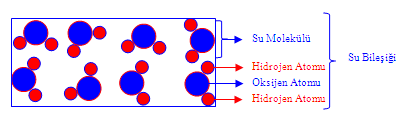 Su Molekülü
Hidrojen Atomu
Oksijen Atomu
Hidrojen Atomu
Su Bileşiği